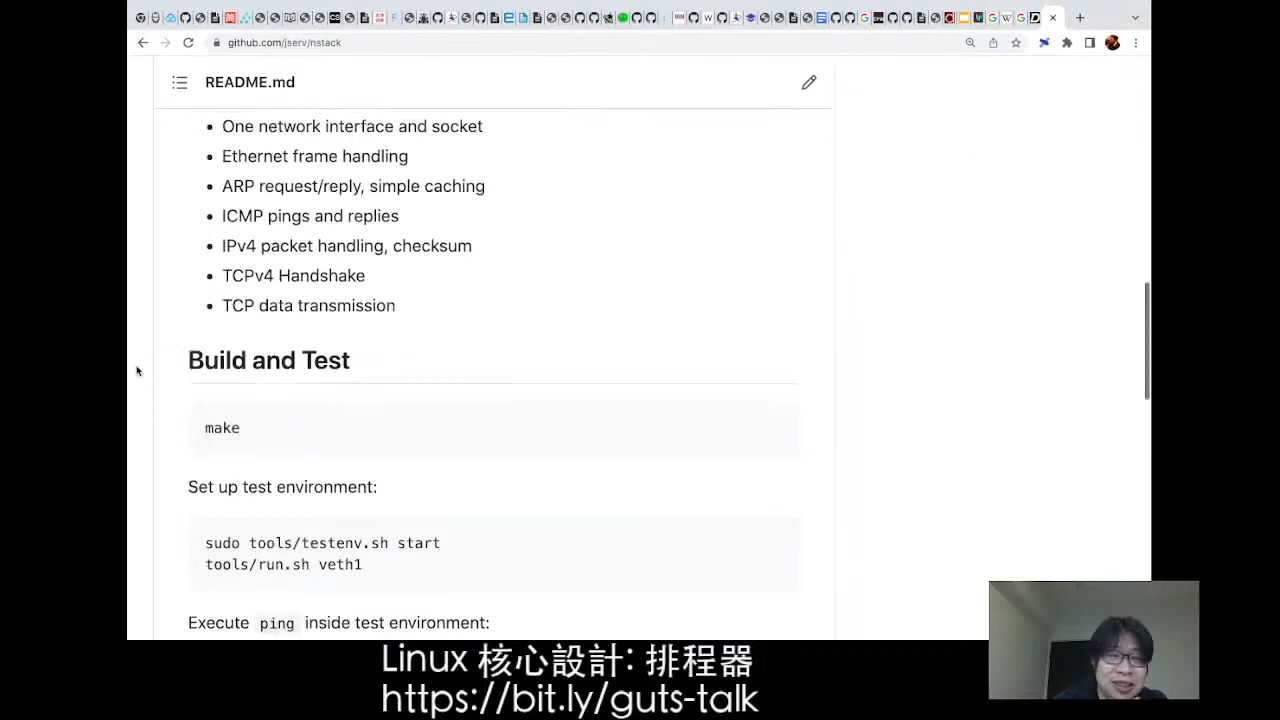 github.com/jserv/nstack
README.md
One network interface and socket
Ethernet frame handling
ARP request/reply, simple caching
ICMP pings and replies
IPv4 packet handling, checksum
TCPv4 Handshake
TCP data transmission
Build and Test
make
Set up test environment:
sudo tools/testenv.sh start
tools/run.sh veth1
Execute ping inside test environment:
Linux 核心設計: 排程器
https://bit.ly/guts-talk